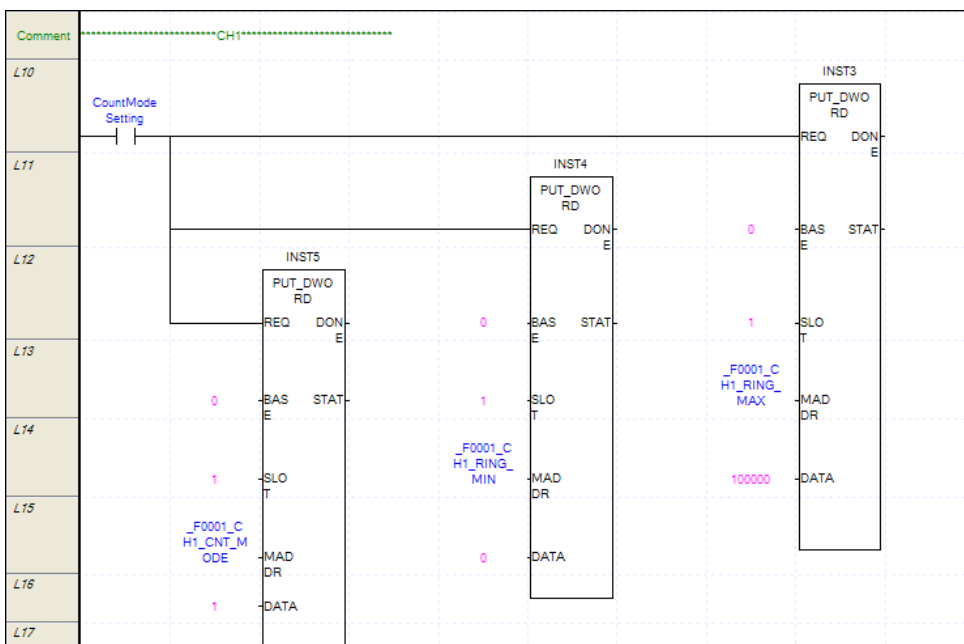 Comment
***************************CH1******************************
L10
INST3
PUT_DWO
RD
CountMode
Setting
REQ DON
E
L11
INST4
PUT_DWO
RD
REQ DON
E
0
BAS STAT
E
L12
INST5
PUT_DWO
RD
REQ DON
E
0
BAS STAT
E
1
SLO
T
L13
_F0001_C
H1_RING_
MAX
MAD
DR
0
BAS STAT
E
1
SLO
T
L14
_F0001_C
H1_RING_
MIN
MAD
DR
1
SLO
T
100000
DATA
L15
_F0001_C
H1_CNT_M
ODE
MAD
DR
0
DATA
L16
1
DATA
L17